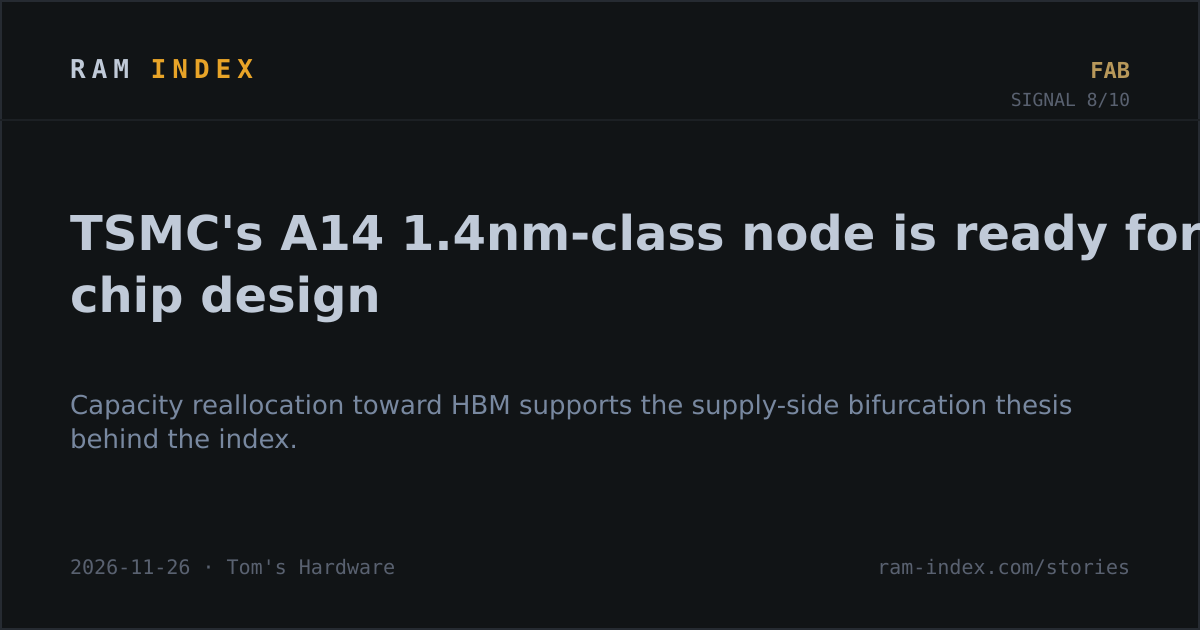 RAM INDEX
FAB
SIGNAL 8/10
TSMC's A14 1.4nm-class node is ready for
chip design
Capacity reallocation toward HBM supports the supply-side bifurcation thesis
behind the index.
2026-11-26 · Tom's Hardware
ram-index.com/stories